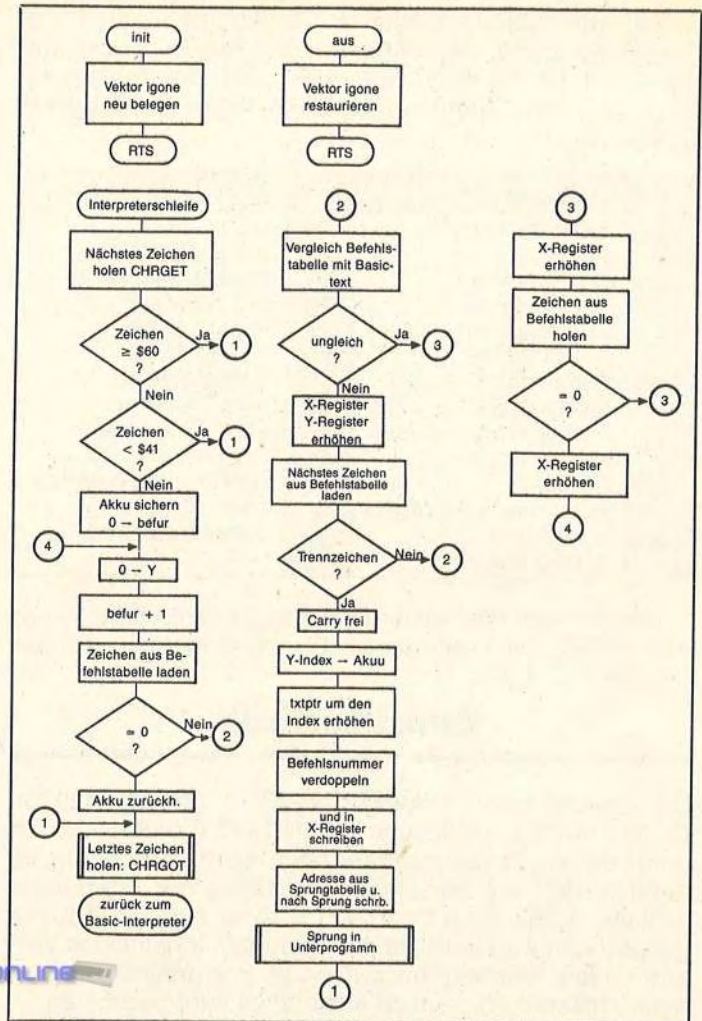 init
Vektor igone
neu belegen
RTS
aus
Vektor igone
restaurieren
RTS
Interpreterschleife
Nächstes Zeichen
holen CHRGET
Zeichen
≥ $60
?
Ja
1
Nein
Zeichen
< $41
?
Ja
1
Nein
Akku sichern
0 → befur
4
0 → Y
befur + 1
Zeichen aus Be-
fehlstabelle laden
= 0
?
Nein
2
Akku zurückh.
1
Letztes Zeichen
holen: CHRGOT
zurück zum
Basic-Interpreter
2
Vergleich Befehls-
tabelle mit Basic-
text
ungleich
?
Ja
3
Nein
X-Register
Y-Register
erhöhen
Nächstes Zeichen
aus Befehlstabelle
laden
Trennzeichen
?
Nein
2
Ja
Carry frei
Y-Index → Akuu
txtptr um den
Index erhöhen
Befehlsnummer
verdoppeln
und in
X-Register
schreiben
Adresse aus
Sprungtabelle u.
nach Sprung schrb.
Sprung in
Unterprogramm
1
3
X-Register
erhöhen
Zeichen aus
Befehlstabelle
holen
= 0
?
3
X-Register
erhöhen
4
online